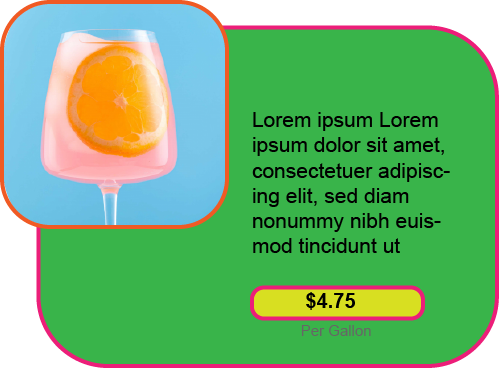 Lorem ipsum Lorem
ipsum dolor sit amet,
consectetuer adipisc-
ing elit, sed diam
nonummy nibh euis-
mod tincidunt ut
$4.75
Per Gallon